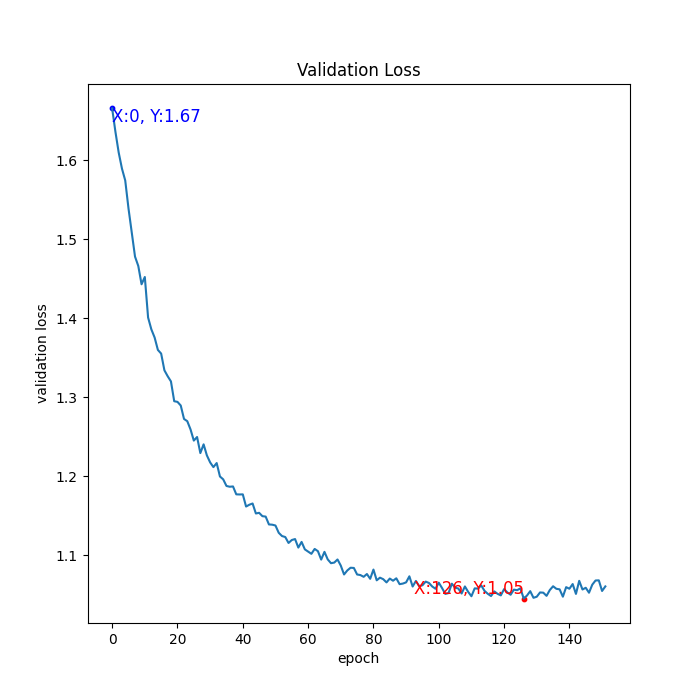 Validation Loss
X:0, Y:1.67
1.6
1.5
1.4
1.3
1.2
1.1
validation loss
X:126, Y:1.05
0 20 40 60 80 100 120 140
epoch